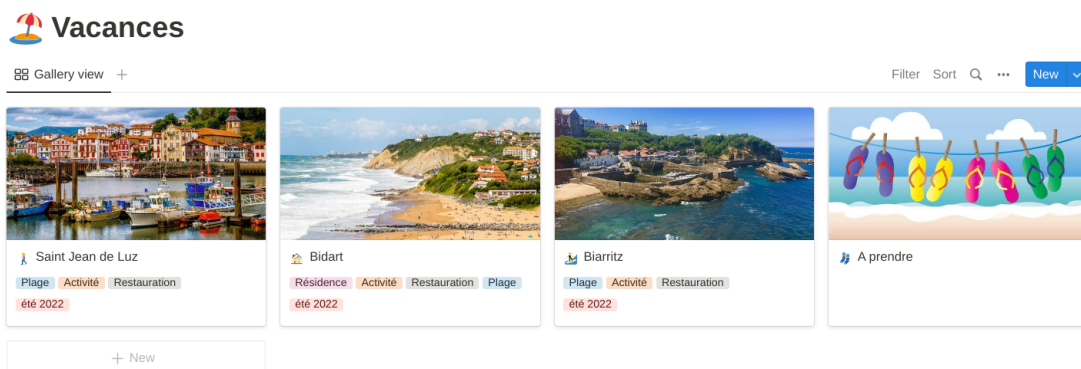 Vacances
Gallery view
Filter Sort New
Saint Jean de Luz
Plage Activité Restauration
été 2022
Bidart
Résidence Activité Restauration Plage
été 2022
Biarritz
Plage Activité Restauration
été 2022
A prendre
New